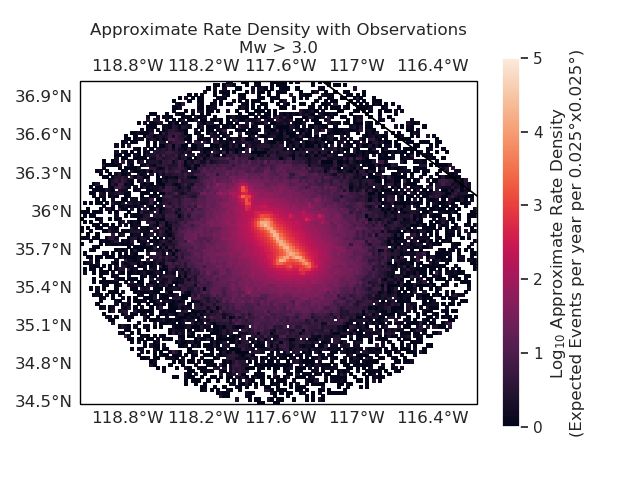 Approximate Rate Density with Observations
Mw > 3.0
118.8°W 118.2°W 117.6°W 117°W 116.4°W
36.9°N
36.6°N
36.3°N
36°N
35.7°N
35.4°N
35.1°N
34.8°N
34.5°N
118.8°W 118.2°W 117.6°W 117°W 116.4°W
5
4
3
2
1
0
Log₁₀ Approximate Rate Density
(Expected Events per year per 0.025°x0.025°)